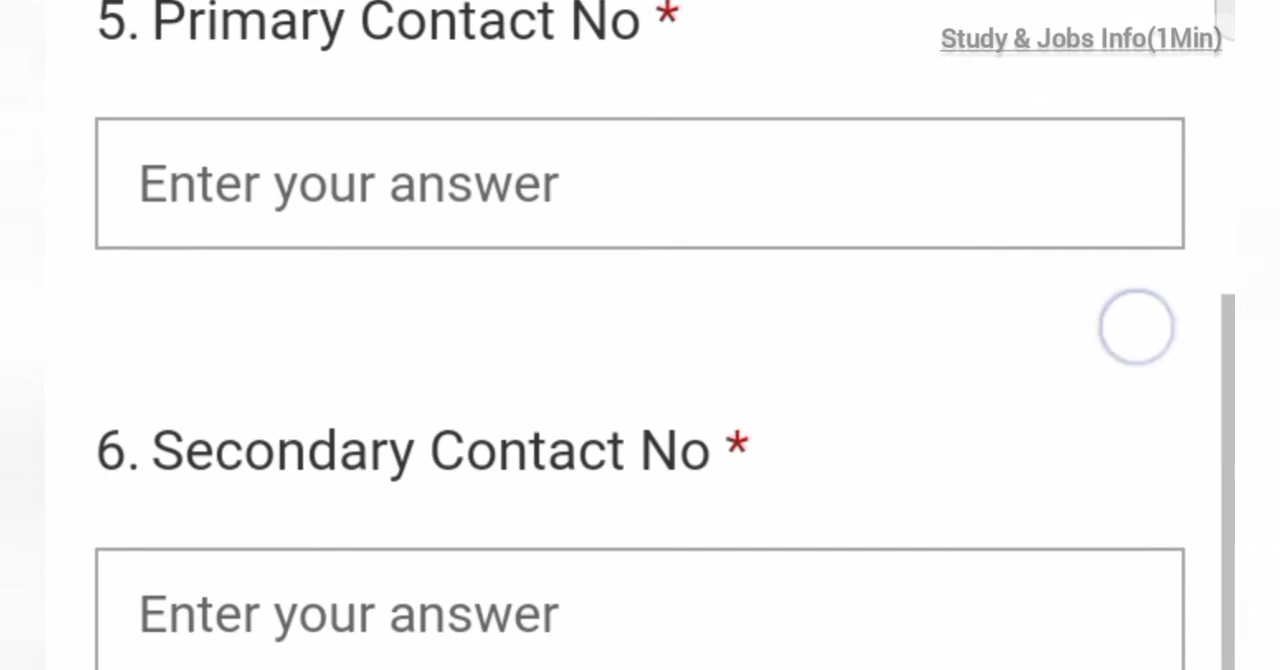 5. Primary Contact No *
Study & Jobs Info(1Min)
Enter your answer
6. Secondary Contact No *
Enter your answer